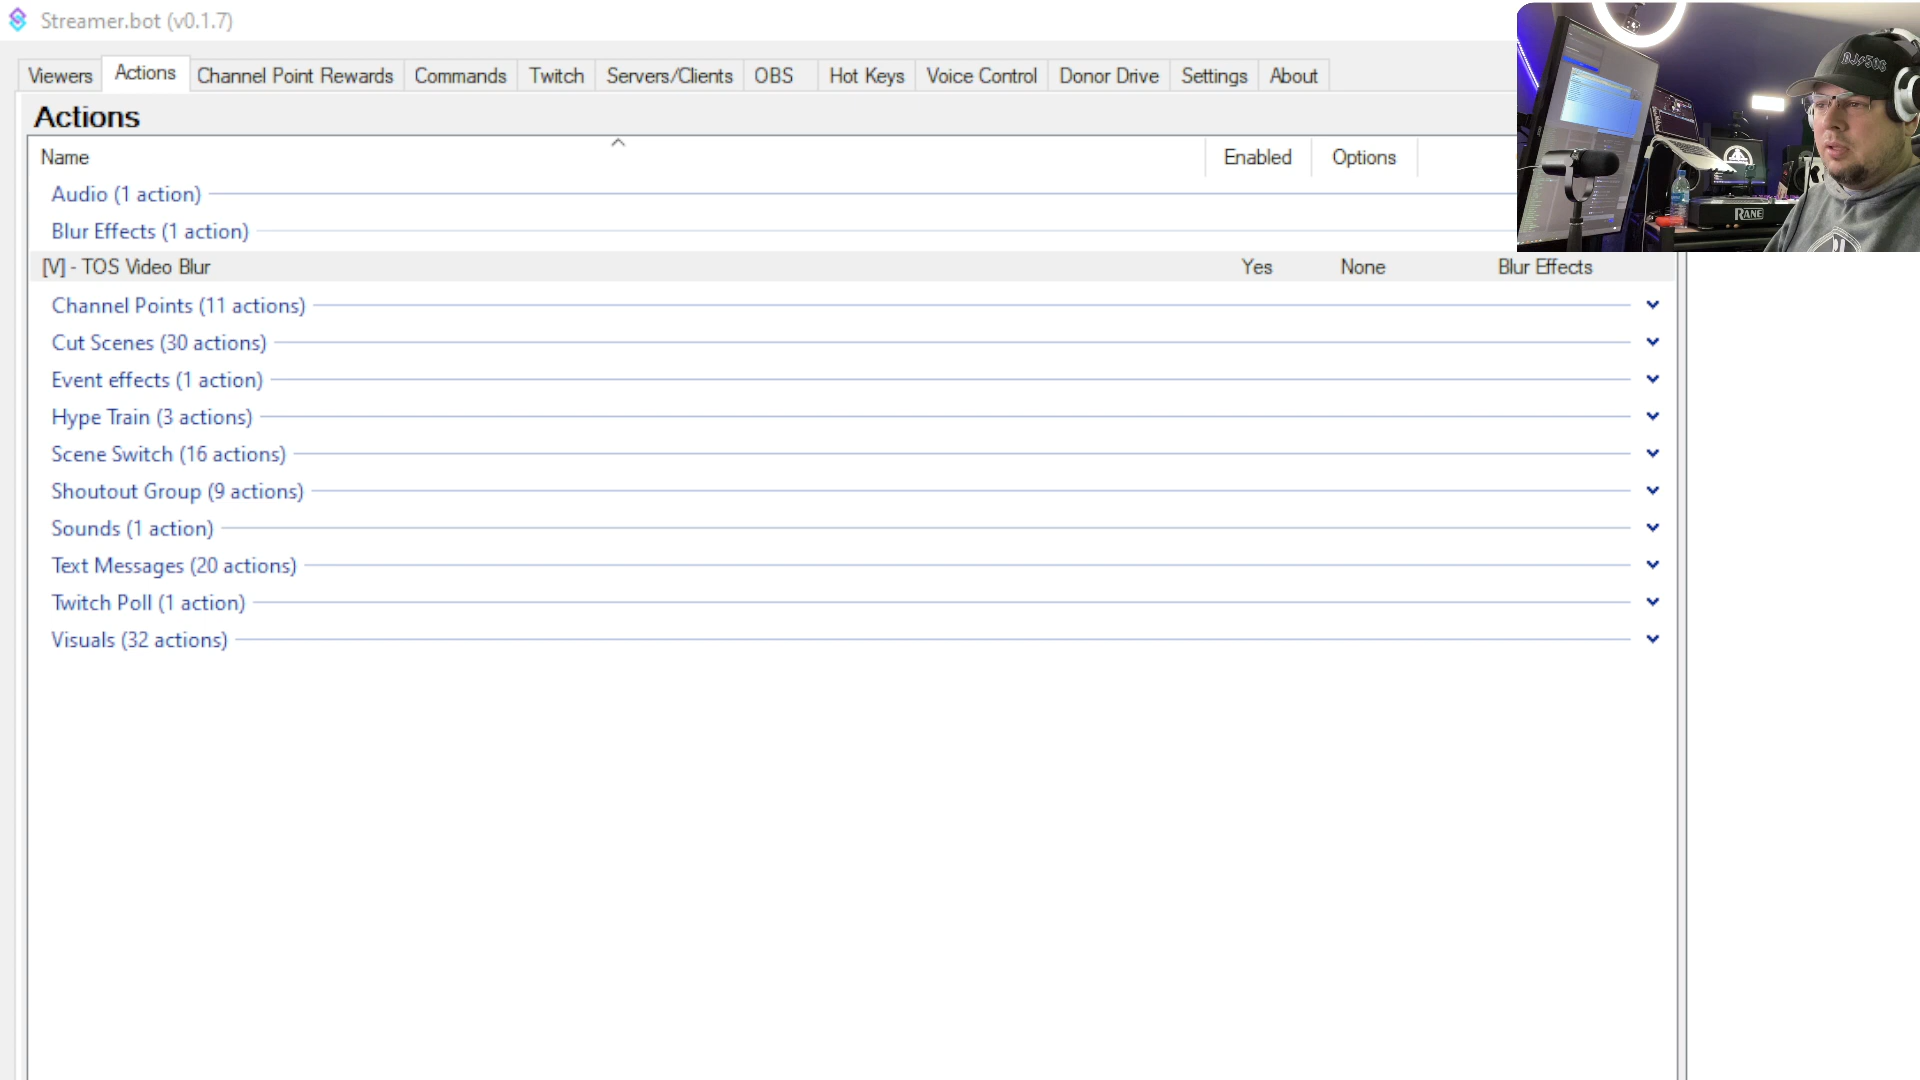 Streamer.bot (v0.1.7)
Viewers Actions Channel Point Rewards Commands Twitch Servers/Clients OBS Hot Keys Voice Control Donor Drive Settings About
Actions
Name Enabled Options
Audio (1 action)
Blur Effects (1 action)
[V] - TOS Video Blur Yes None Blur Effects
Channel Points (11 actions)
Cut Scenes (30 actions)
Event effects (1 action)
Hype Train (3 actions)
Scene Switch (16 actions)
Shoutout Group (9 actions)
Sounds (1 action)
Text Messages (20 actions)
Twitch Poll (1 action)
Visuals (32 actions)
RANE